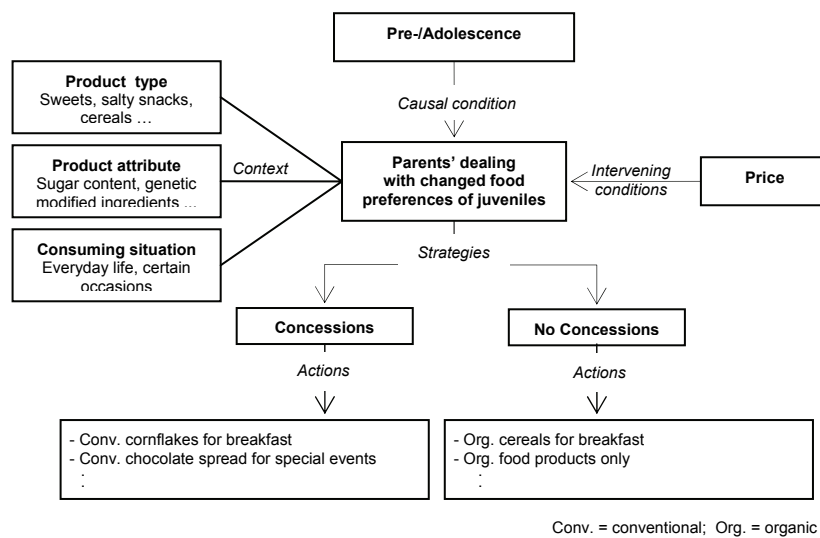 Pre-/Adolescence
Product type
Sweets, salty snacks,
cereals ...
Causal condition
Product attribute
Sugar content, genetic
modified ingredients ...
Context
Parents' dealing
with changed food
preferences of juveniles
Intervening
conditions
Price
Consuming situation
Everyday life, certain
occasions
Strategies
Concessions
No Concessions
Actions
Actions
- Conv. cornflakes for breakfast
- Conv. chocolate spread for special events
:
- Org. cereals for breakfast
- Org. food products only
:
Conv. = conventional; Org. = organic